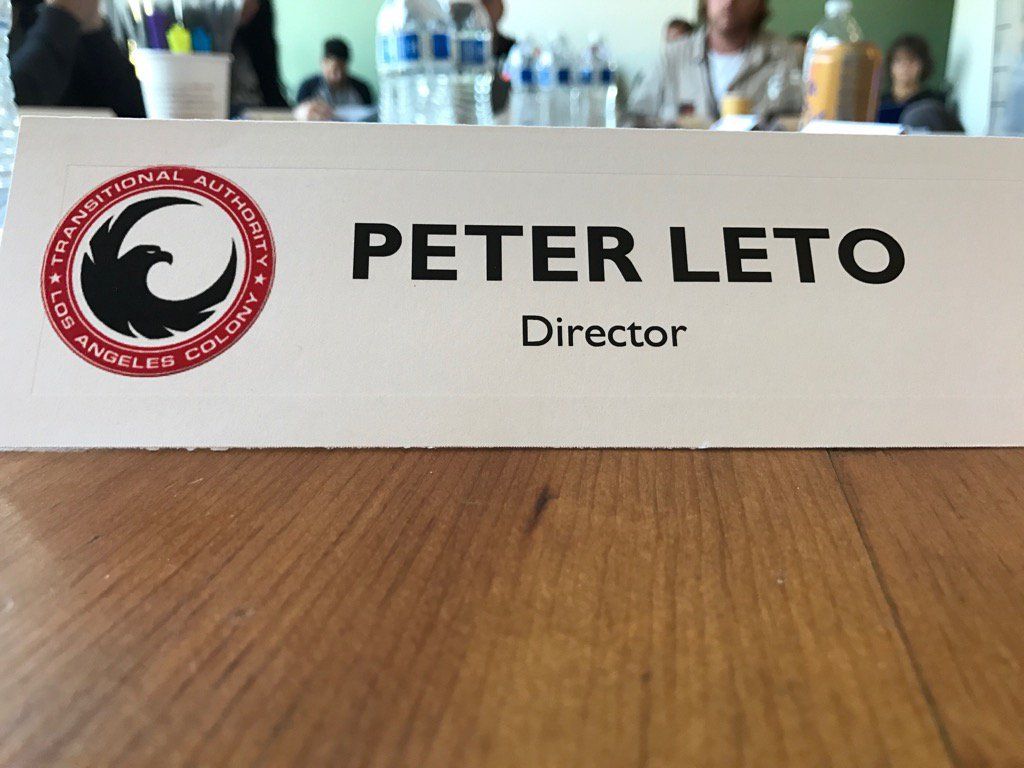 TRANSITIONAL AUTHORITY
LOS ANGELES COLONY
PETER LETO
Director